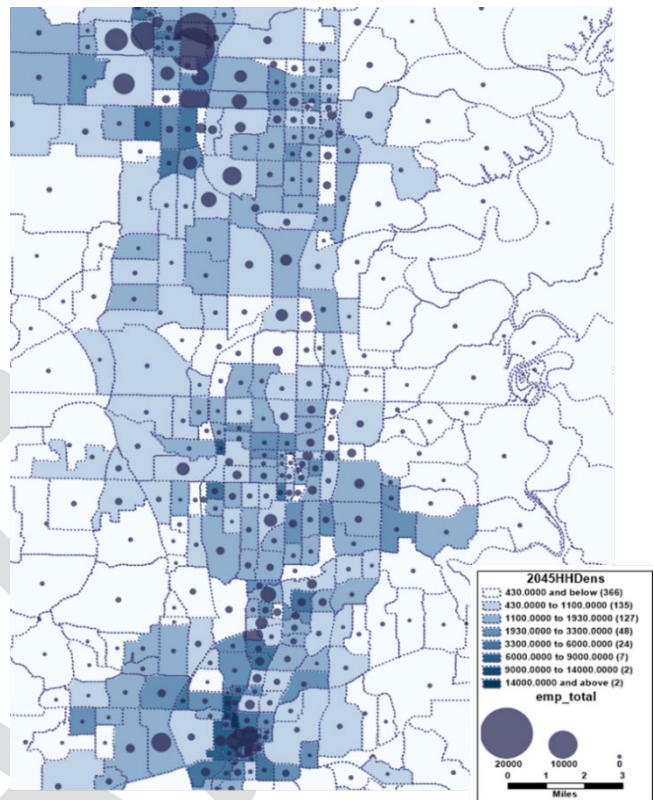 2045HHDens
430.0000 and below (366)
430.0000 to 1100.0000 (135)
1100.0000 to 1930.0000 (127)
1930.0000 to 3300.0000 (48)
3300.0000 to 6000.0000 (24)
6000.0000 to 9000.0000 (7)
9000.0000 to 14000.0000 (2)
14000.0000 and above (2)
emp_total
20000 10000 0
0 1 2 3
Miles